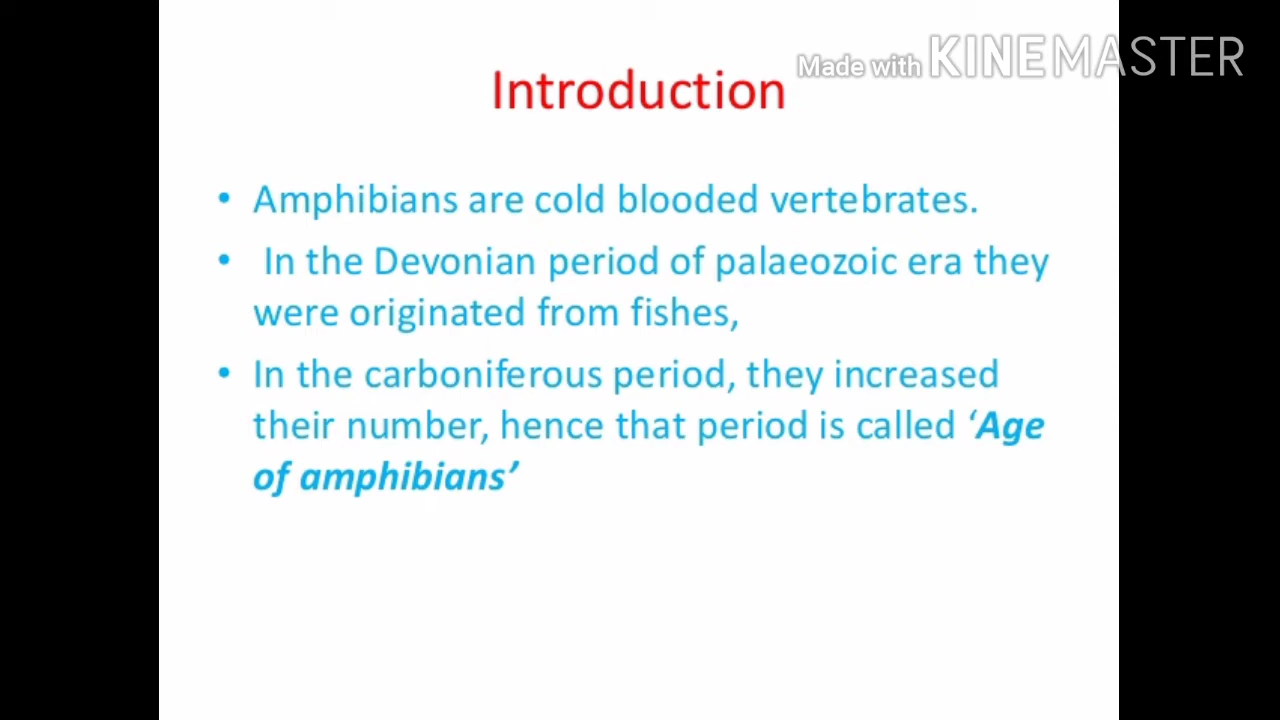 Made with KINEMASTER
Introduction
• Amphibians are cold blooded vertebrates.
• In the Devonian period of palaeozoic era they
were originated from fishes,
• In the carboniferous period, they increased
their number, hence that period is called ‘Age
of amphibians’